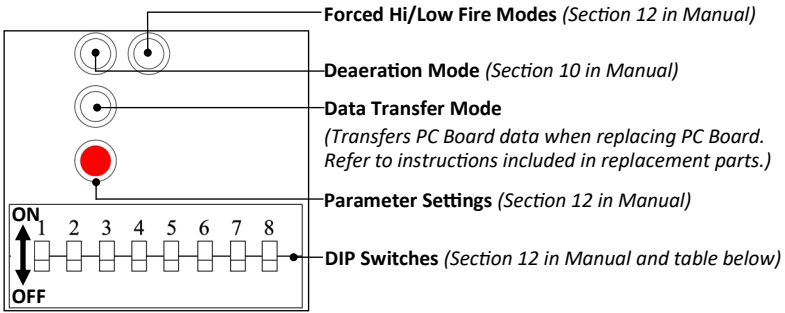 Forced Hi/Low Fire Modes (Section 12 in Manual)
Deaeration Mode (Section 10 in Manual)
Data Transfer Mode
(Transfers PC Board data when replacing PC Board.
Refer to instructions included in replacement parts.)
Parameter Settings (Section 12 in Manual)
ON
1 2 3 4 5 6 7 8
DIP Switches (Section 12 in Manual and table below)
OFF